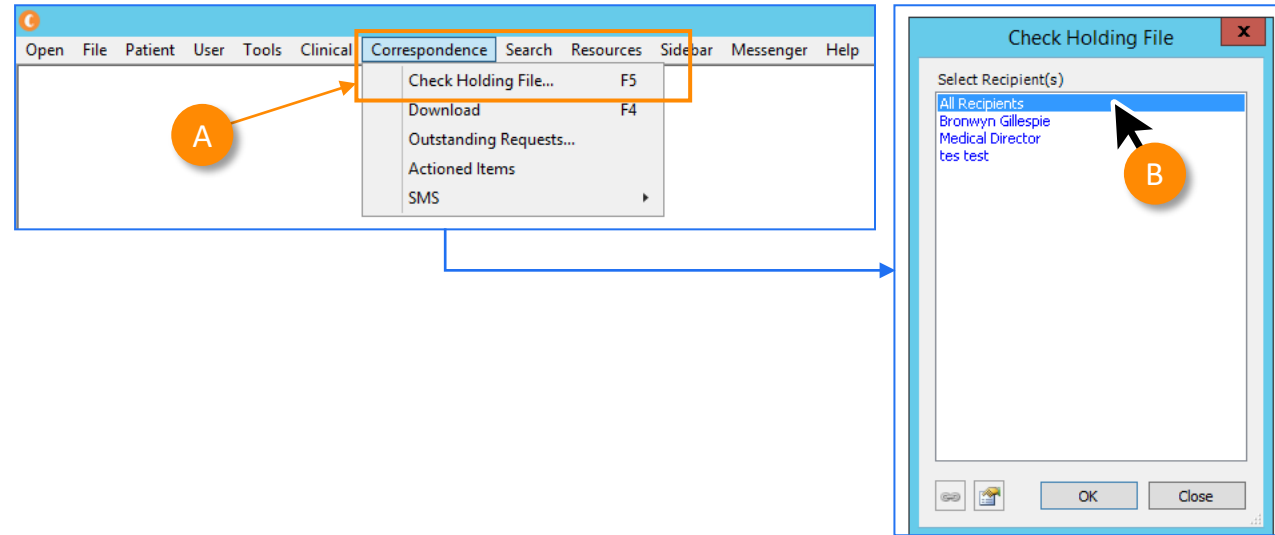 Open File Patient User Tools Clinical Correspondence Search Resources Sidebar Messenger Help
Check Holding File... F5
Download F4
Outstanding Requests...
Actioned Items
SMS
A
Check Holding File
x
Select Recipient(s)
All Recipients
Bronwyn Gillespie
Medical Director
tes test
B
OK Close